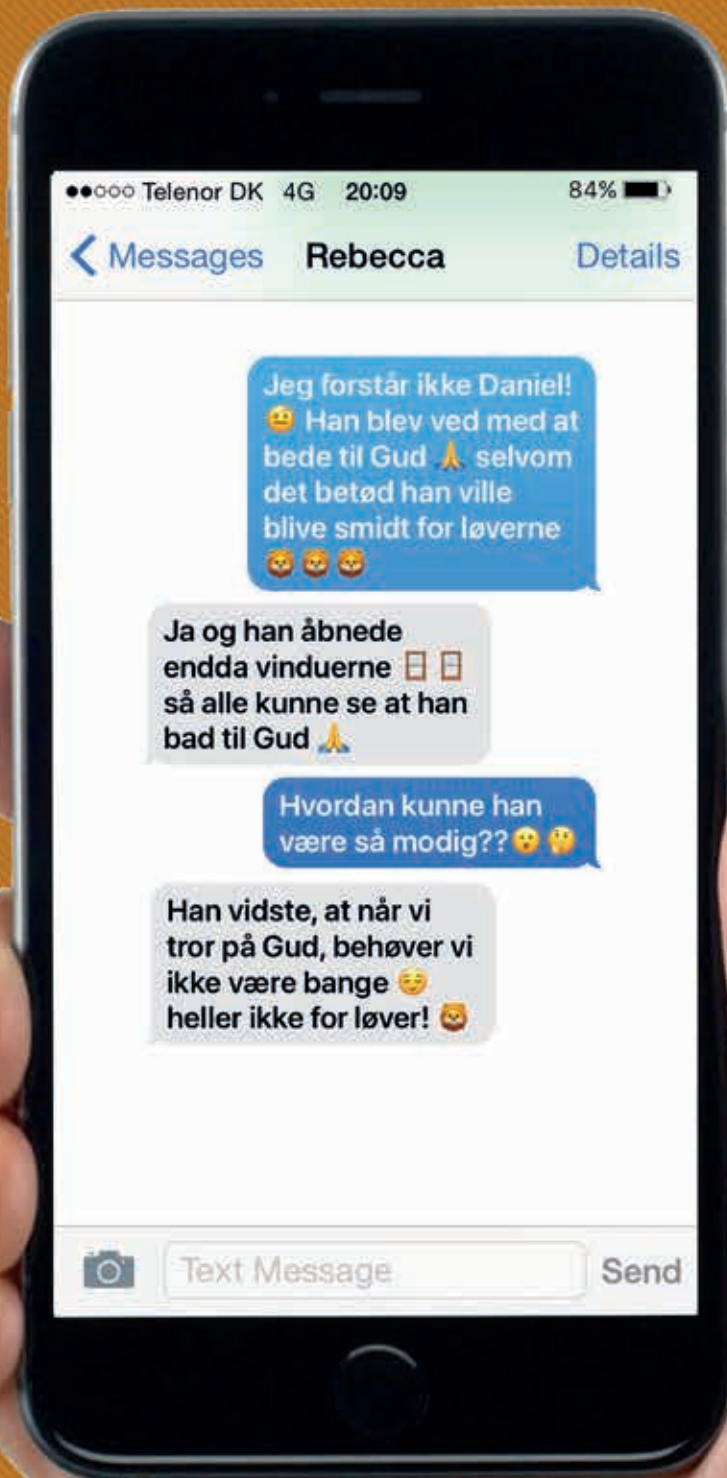 ●●○○○ Telenor DK 4G 20:09 84%
Messages Rebecca Details
Jeg forstår ikke Daniel!
😐 Han blev ved med at
bede til Gud 🙏 selvom
det betød han ville
blive smidt for løverne
🦁 🦁 🦁
Ja og han åbnede
endda vinduerne 🪟 🪟
så alle kunne se at han
bad til Gud 🙏
Hvordan kunne han
være så modig??😮 🤔
Han vidste, at når vi
tror på Gud, behøver vi
ikke være bange ☺️
heller ikke for løver! 🦁
Text Message Send